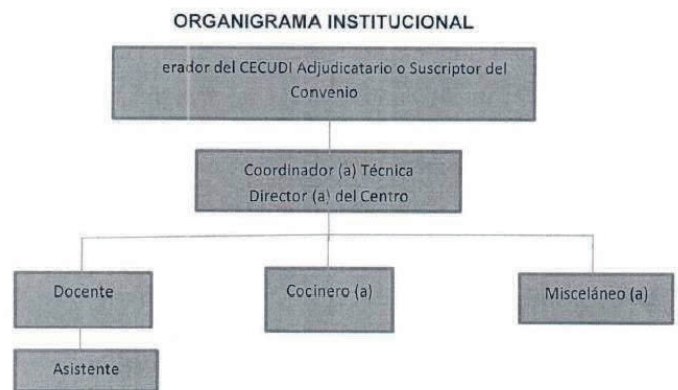 ORGANIGRAMA INSTITUCIONAL
erador del CECUDI Adjudicatario o Suscriptor del
Convenio
Coordinador (a) Técnica
Director (a) del Centro
Docente
Cocinero (a)
Misceláneo (a)
Asistente